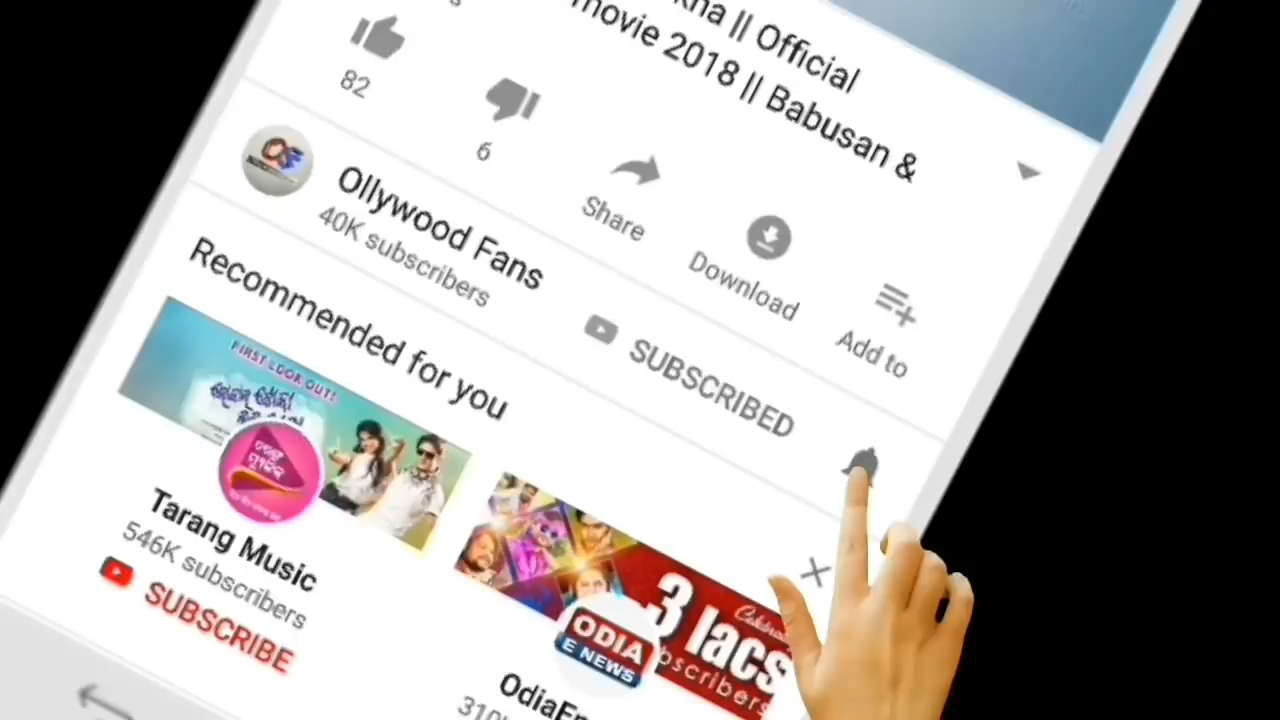 kha || Official
movie 2018 || Babusan &
82
6
Share
Download
Add to
Ollywood Fans
40K subscribers
SUBSCRIBED
Recommended for you
FIRST LOOK OUT!
Tarang Music
546K subscribers
SUBSCRIBE
3 lacs
ODIA
E NEWS